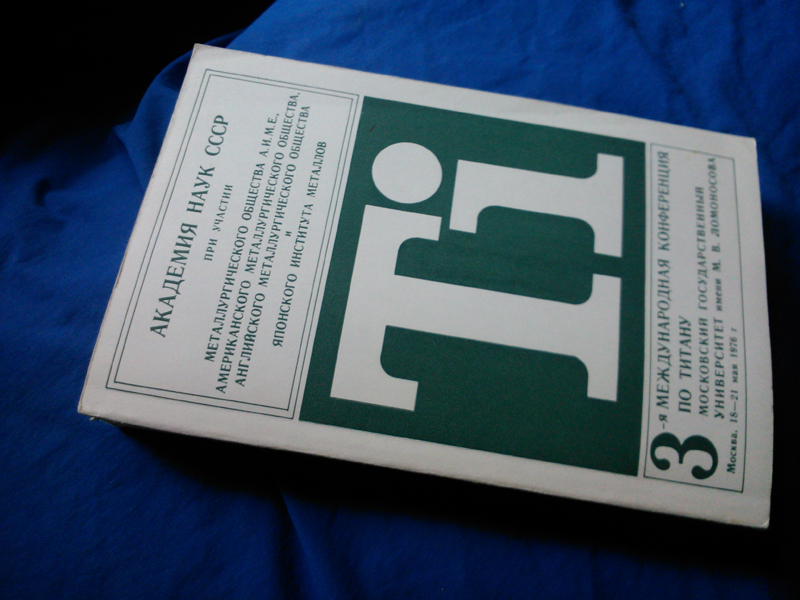 АКАДЕМИЯ НАУК СССР
ПРИ УЧАСТИИ
МЕТАЛЛУРГИЧЕСКОГО ОБЩЕСТВА А.И.М.Е.,
АМЕРИКАНСКОГО МЕТАЛЛУРГИЧЕСКОГО ОБЩЕСТВА,
АНГЛИЙСКОГО МЕТАЛЛУРГИЧЕСКОГО ОБЩЕСТВА
и
ЯПОНСКОГО ИНСТИТУТА МЕТАЛЛОВ
Ti
3-я МЕЖДУНАРОДНАЯ КОНФЕРЕНЦИЯ
ПО ТИТАНУ
МОСКОВСКИЙ ГОСУДАРСТВЕННЫЙ
УНИВЕРСИТЕТ имени М. В. ЛОМОНОСОВА
Москва, 18—21 мая 1976 г